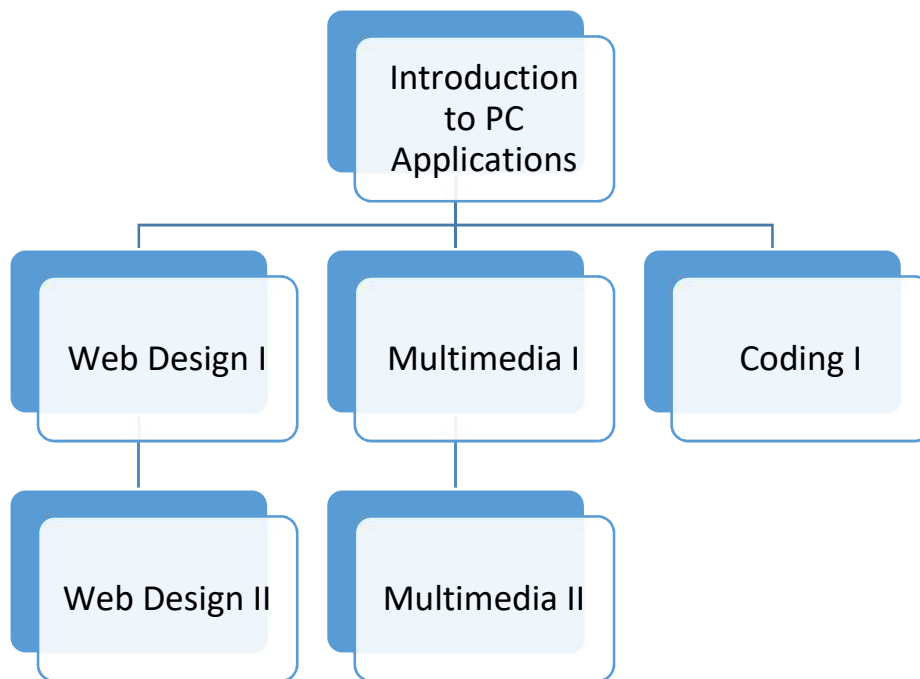 Introduction
to PC
Applications
Web Design I
Multimedia I
Coding I
Web Design II
Multimedia II